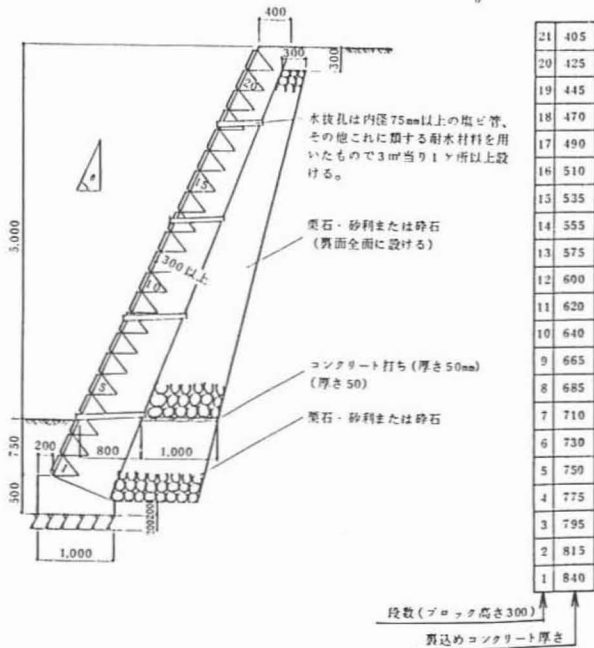 400
300
300
水抜孔は内径75mm以上の塩ビ管、
その他これに類する耐水材料を用
いたもので3㎡当り1ヶ所以上設
ける。
θ
5,000
20
15
10
5
1
300以上
栗石・砂利または砕石
(裏面全面に設ける)
コンクリート打ち(厚さ50mm)
(厚さ50)
栗石・砂利または砕石
750
200
800
1,000
500
200
200
1,000
21 405
20 425
19 445
18 470
17 490
16 510
15 535
14 555
13 575
12 600
11 620
10 640
9 665
8 685
7 710
6 730
5 750
4 775
3 795
2 815
1 840
段数(ブロック高さ300)
裏込めコンクリート厚さ